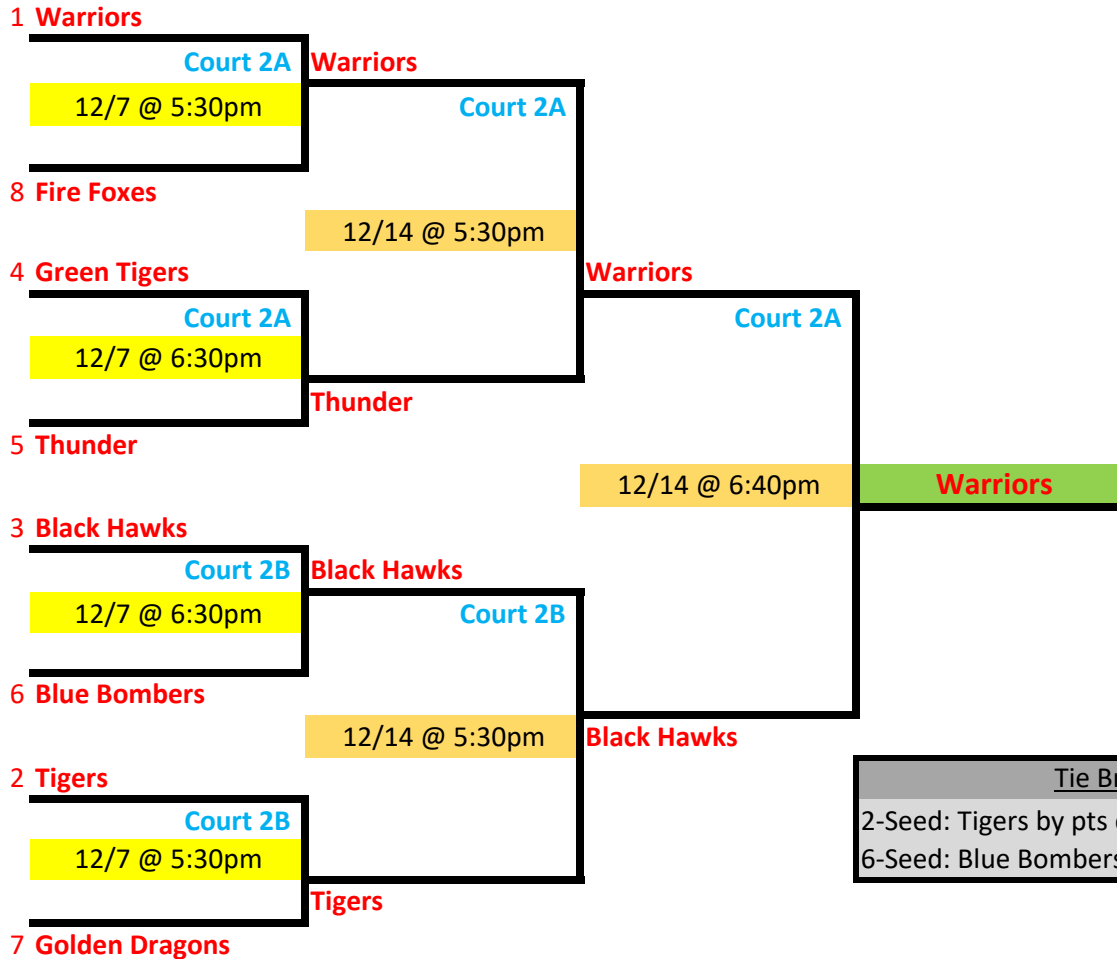 1 Warriors
Court 2A Warriors
12/7 @ 5:30pm Court 2A
8 Fire Foxes
12/14 @ 5:30pm
4 Green Tigers Warriors
Court 2A Court 2A
12/7 @ 6:30pm
Thunder
5 Thunder
12/14 @ 6:40pm Warriors
3 Black Hawks
Court 2B Black Hawks
12/7 @ 6:30pm Court 2B
6 Blue Bombers
12/14 @ 5:30pm Black Hawks
2 Tigers Tie
Court 2B 2-Seed: Tigers by pts
12/7 @ 5:30pm 6-Seed: Blue Bombers
Tigers
7 Golden Dragons